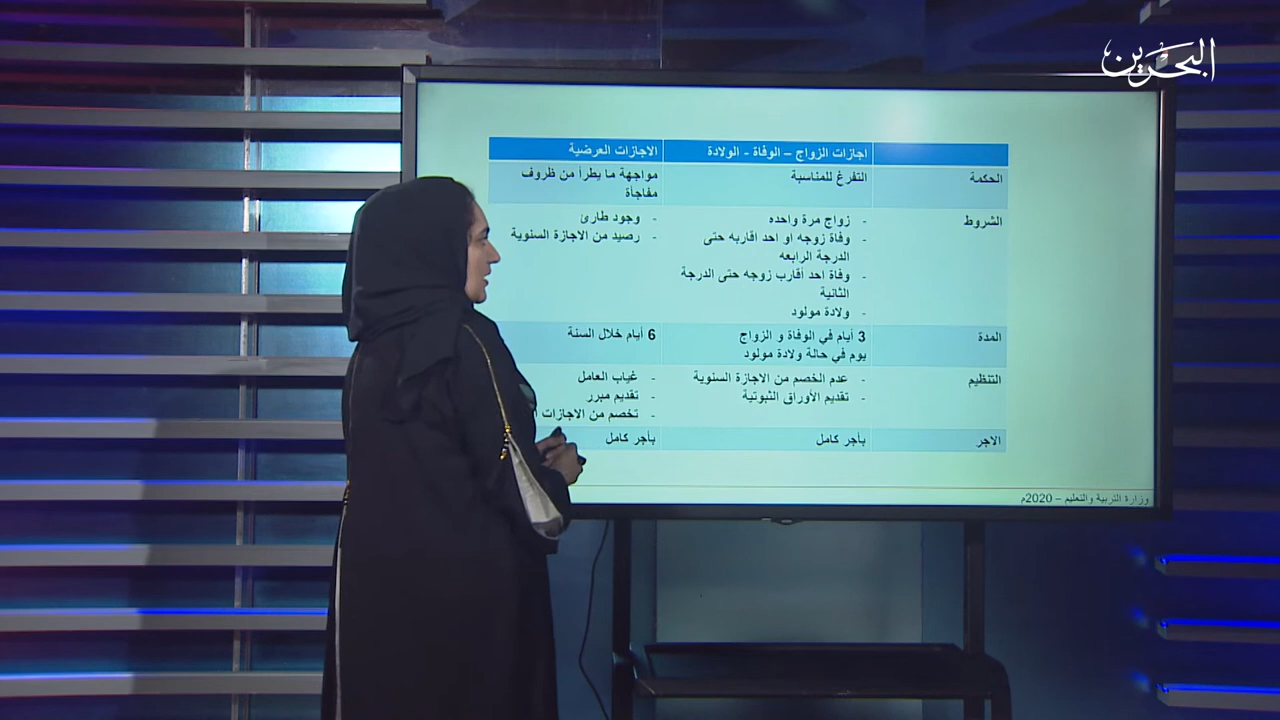 البحرين
اجازات الزواج – الوفاة - الولادة
الاجازات العرضية
الحكمة
التفرغ للمناسبة
مواجهة ما يطرأ من ظروف
مفاجأة
الشروط
- زواج مرة واحده
- وفاة زوجه او احد اقاربه حتى
الدرجة الرابعه
- وفاة احد أقارب زوجه حتى الدرجة
الثانية
- ولادة مولود
- وجود طارئ
- رصيد من الاجازة السنوية
المدة
3 أيام في الوفاة و الزواج
يوم في حالة ولادة مولود
6 أيام خلال السنة
التنظيم
- عدم الخصم من الاجازة السنوية
- تقديم الأوراق الثبوتية
- غياب العامل
- تقديم مبرر
- تخصم من الاجازات
الاجر
بأجر كامل
بأجر كامل
وزارة التربية والتعليم – 2020م